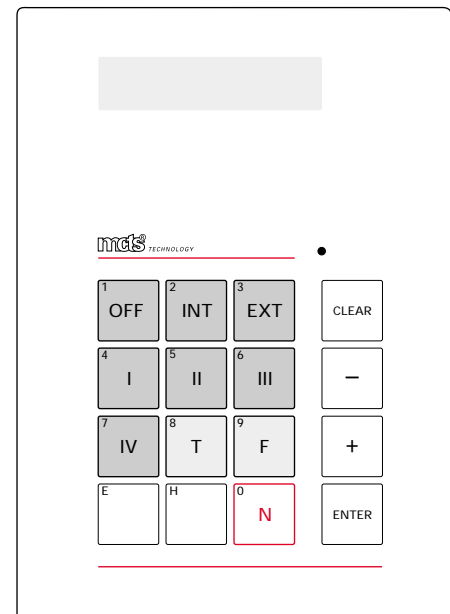 mcts® TECHNOLOGY
1 OFF 2 INT 3 EXT CLEAR
4 I 5 II 6 III −
7 IV 8 T 9 F +
E H 0 N ENTER